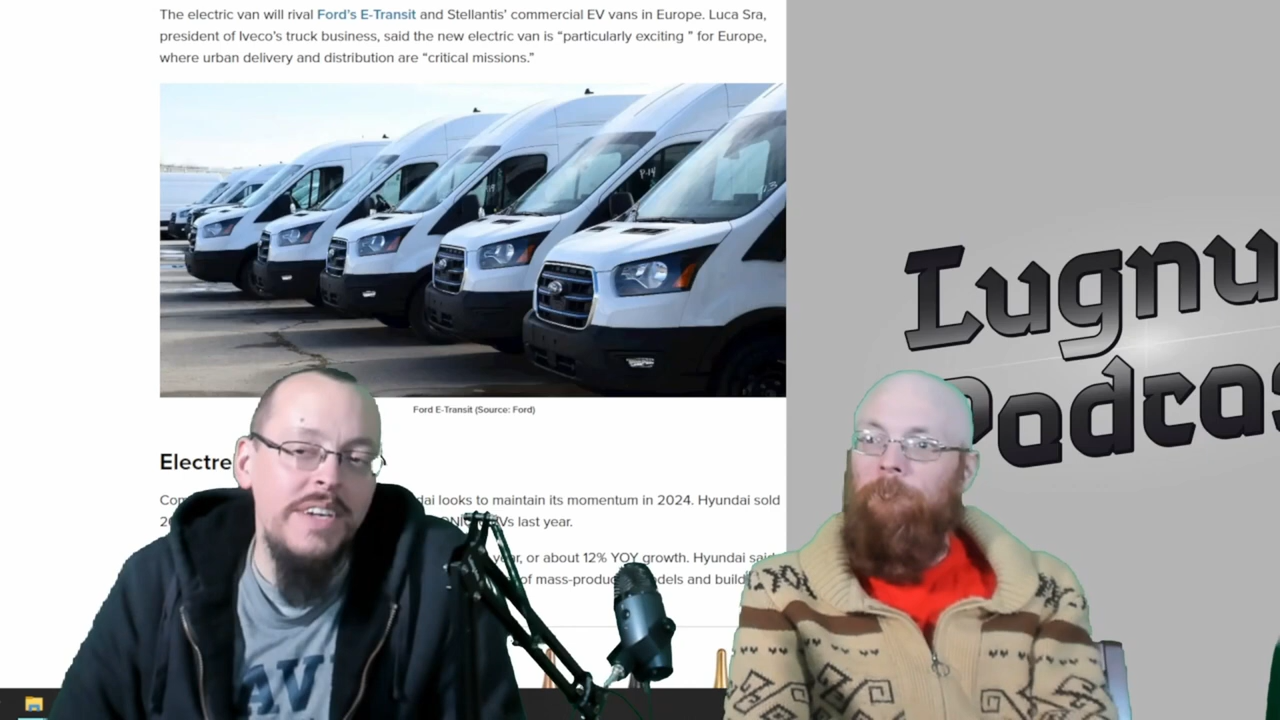 The electric van will rival Ford's E-Transit and Stellantis' commercial EV vans in Europe. Luca Sra,
president of Iveco's truck business, said the new electric van is “particularly exciting ” for Europe,
where urban delivery and distribution are “critical missions.”
Ford E-Transit (Source: Ford)
Electre
looks to maintain its momentum in 2024. Hyundai sold
last year.
year, or about 12% YOY growth. Hyundai said
of mass-produc and build
Lugnu
Podcas
AV